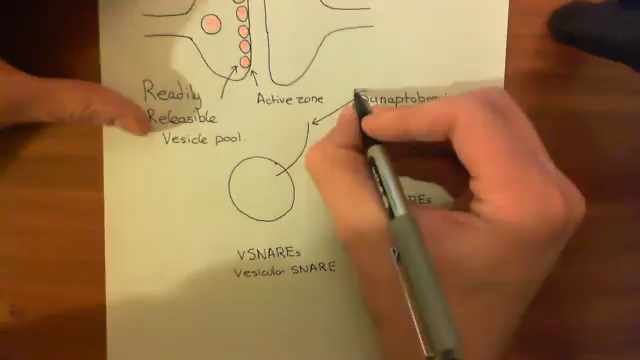 Readily
Releasible
Vesicle pool.
Active zone
VSNAREs
Vesicular SNARE